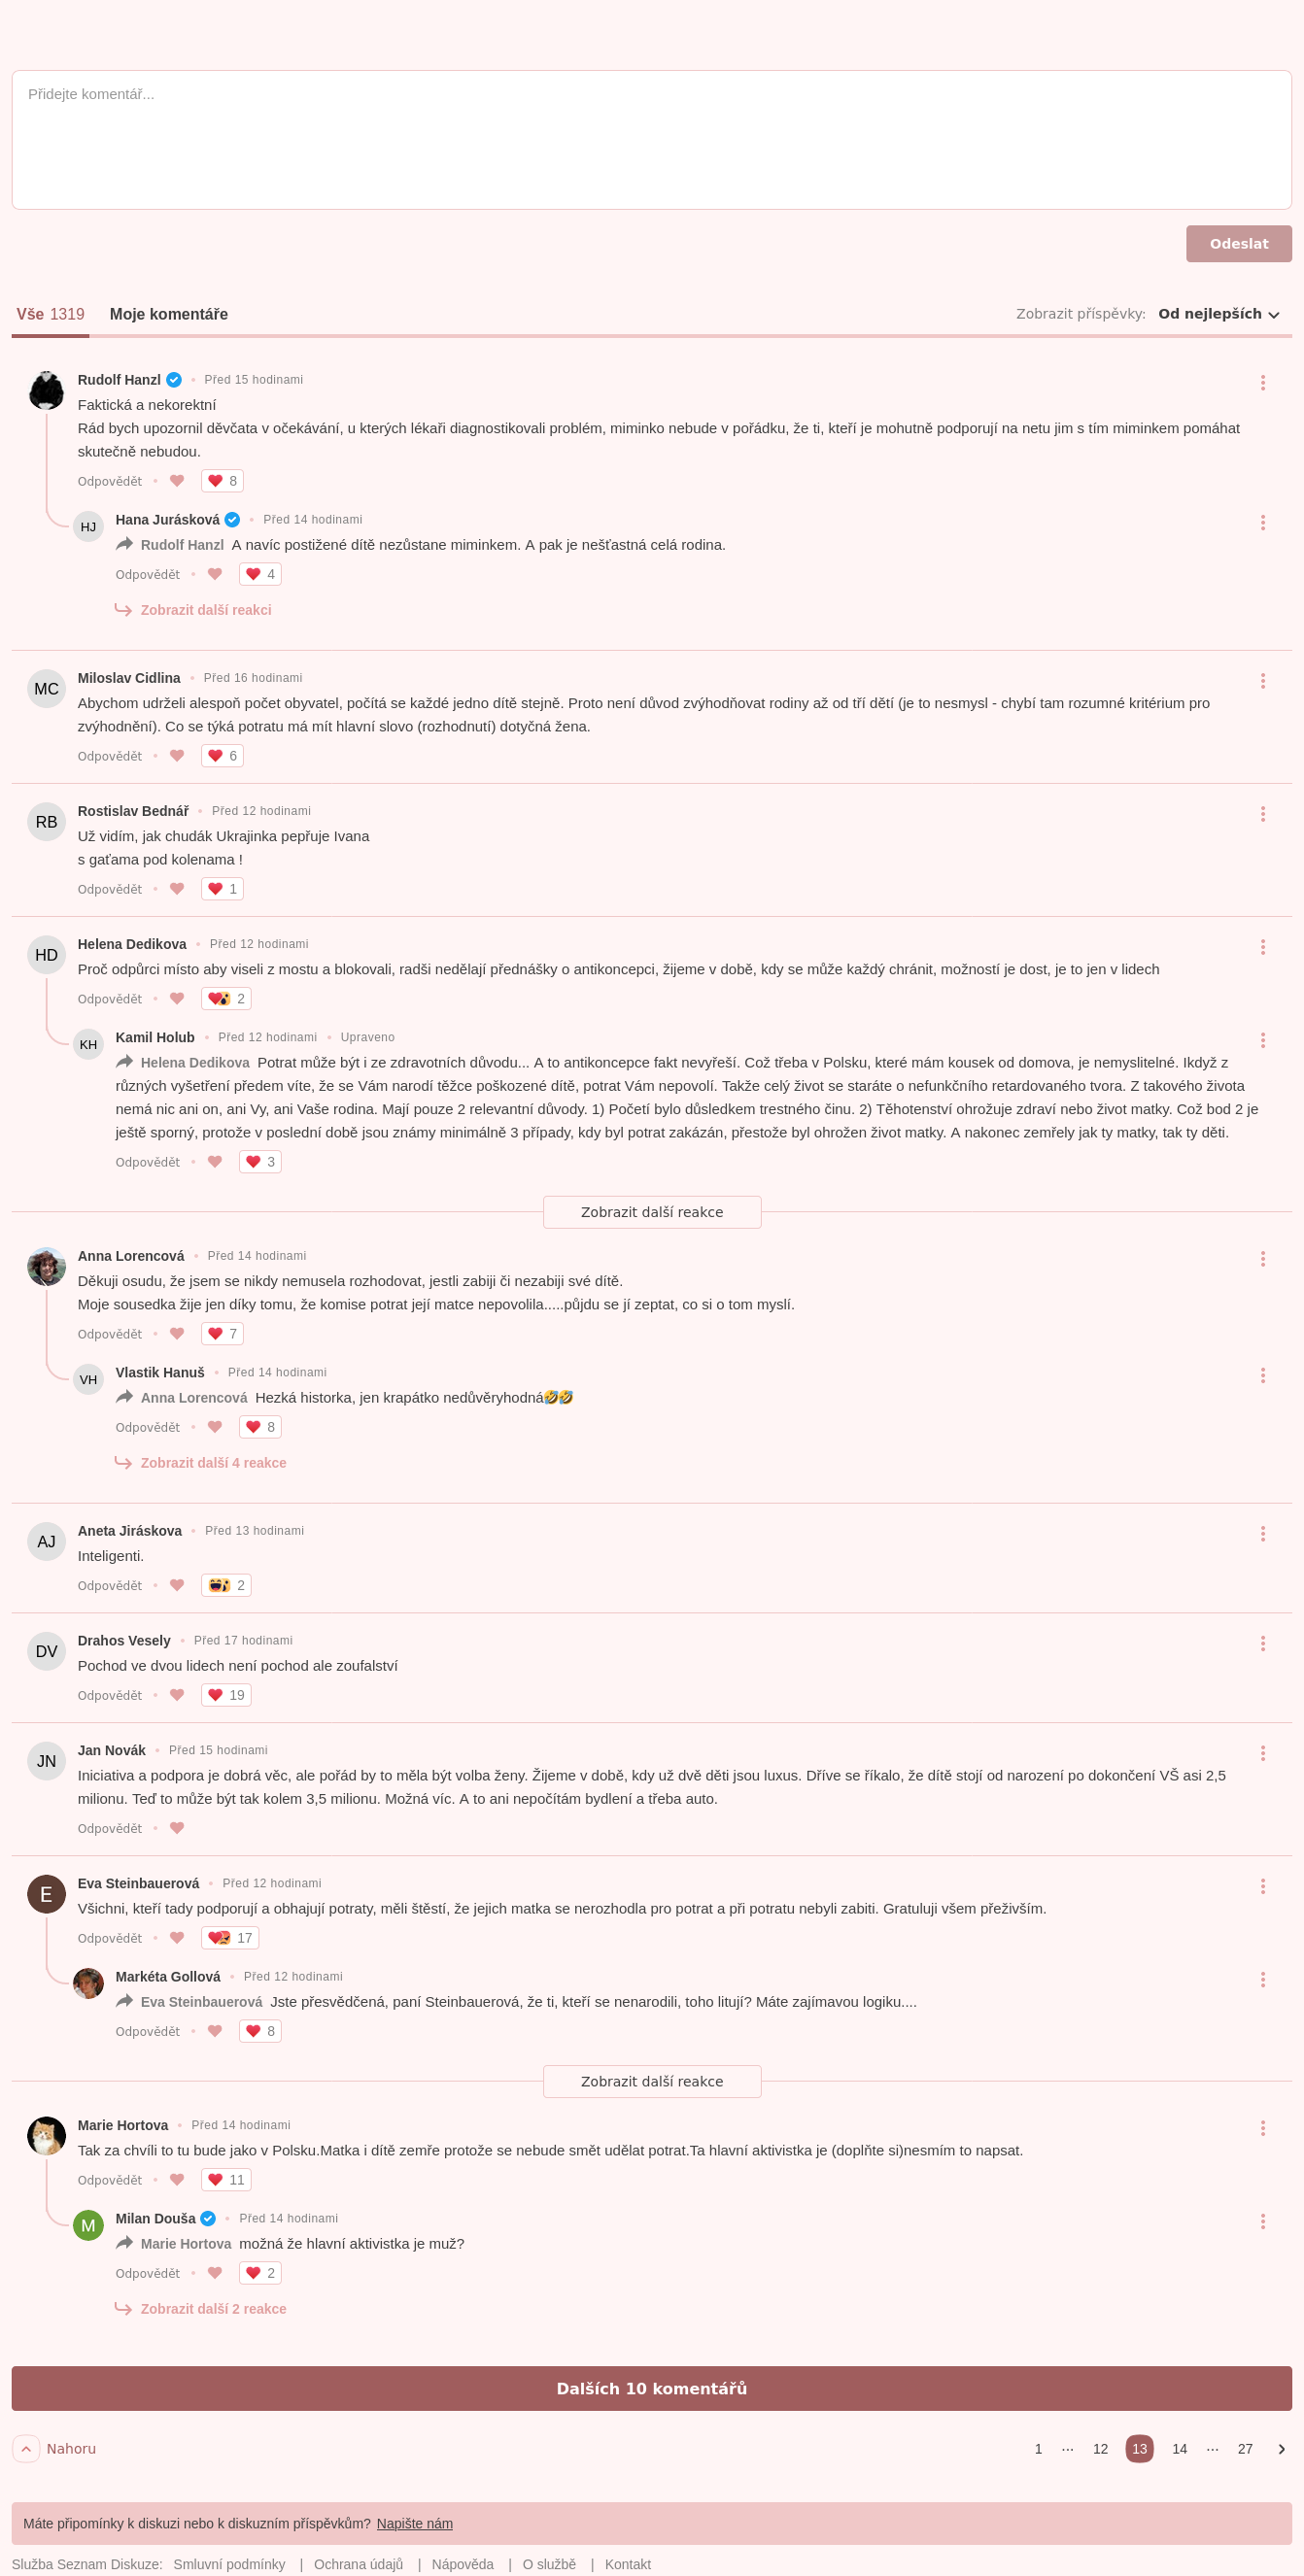 Přidejte komentář...
Odeslat
Vše 1319 Moje komentáře Zobrazit příspěvky: Od nejlepších
Rudolf Hanzl • Před 15 hodinami
Faktická a nekorektní
Rád bych upozornil děvčata v očekávání, u kterých lékaři diagnostikovali problém, miminko nebude v pořádku, že ti, kteří je mohutně podporují na netu jim s tím miminkem pomáhat
skutečně nebudou.
Odpovědět • 8
HJ Hana Jurásková • Před 14 hodinami
Rudolf Hanzl A navíc postižené dítě nezůstane miminkem. A pak je nešťastná celá rodina.
Odpovědět • 4
Zobrazit další reakci
MC Miloslav Cidlina • Před 16 hodinami
Abychom udrželi alespoň počet obyvatel, počítá se každé jedno dítě stejně. Proto není důvod zvýhodňovat rodiny až od tří dětí (je to nesmysl - chybí tam rozumné kritérium pro
zvýhodnění). Co se týká potratu má mít hlavní slovo (rozhodnutí) dotyčná žena.
Odpovědět • 6
RB Rostislav Bednář • Před 12 hodinami
Už vidím, jak chudák Ukrajinka pepřuje Ivana
s gaťama pod kolenama !
Odpovědět • 1
HD Helena Dedikova • Před 12 hodinami
Proč odpůrci místo aby viseli z mostu a blokovali, radši nedělají přednášky o antikoncepci, žijeme v době, kdy se může každý chránit, možností je dost, je to jen v lidech
Odpovědět • 2
KH Kamil Holub • Před 12 hodinami • Upraveno
Helena Dedikova Potrat může být i ze zdravotních důvodu... A to antikoncepce fakt nevyřeší. Což třeba v Polsku, které mám kousek od domova, je nemyslitelné. Ikdyž z
různých vyšetření předem víte, že se Vám narodí těžce poškozené dítě, potrat Vám nepovolí. Takže celý život se staráte o nefunkčního retardovaného tvora. Z takového života
nemá nic ani on, ani Vy, ani Vaše rodina. Mají pouze 2 relevantní důvody. 1) Početí bylo důsledkem trestného činu. 2) Těhotenství ohrožuje zdraví nebo život matky. Což bod 2 je
ještě sporný, protože v poslední době jsou známy minimálně 3 případy, kdy byl potrat zakázán, přestože byl ohrožen život matky. A nakonec zemřely jak ty matky, tak ty děti.
Odpovědět • 3
Zobrazit další reakce
Anna Lorencová • Před 14 hodinami
Děkuji osudu, že jsem se nikdy nemusela rozhodovat, jestli zabiji či nezabiji své dítě.
Moje sousedka žije jen díky tomu, že komise potrat její matce nepovolila.....půjdu se jí zeptat, co si o tom myslí.
Odpovědět • 7
VH Vlastik Hanuš • Před 14 hodinami
Anna Lorencová Hezká historka, jen krapátko nedůvěryhodná🤣🤣
Odpovědět • 8
Zobrazit další 4 reakce
AJ Aneta Jiráskova • Před 13 hodinami
Inteligenti.
Odpovědět • 2
DV Drahos Vesely • Před 17 hodinami
Pochod ve dvou lidech není pochod ale zoufalství
Odpovědět • 19
JN Jan Novák • Před 15 hodinami
Iniciativa a podpora je dobrá věc, ale pořád by to měla být volba ženy. Žijeme v době, kdy už dvě děti jsou luxus. Dříve se říkalo, že dítě stojí od narození po dokončení VŠ asi 2,5
milionu. Teď to může být tak kolem 3,5 milionu. Možná víc. A to ani nepočítám bydlení a třeba auto.
Odpovědět •
E Eva Steinbauerová • Před 12 hodinami
Všichni, kteří tady podporují a obhajují potraty, měli štěstí, že jejich matka se nerozhodla pro potrat a při potratu nebyli zabiti. Gratuluji všem přeživším.
Odpovědět • 17
Markéta Gollová • Před 12 hodinami
Eva Steinbauerová Jste přesvědčená, paní Steinbauerová, že ti, kteří se nenarodili, toho litují? Máte zajímavou logiku....
Odpovědět • 8
Zobrazit další reakce
Marie Hortova • Před 14 hodinami
Tak za chvíli to tu bude jako v Polsku.Matka i dítě zemře protože se nebude smět udělat potrat.Ta hlavní aktivistka je (doplňte si)nesmím to napsat.
Odpovědět • 11
M Milan Douša • Před 14 hodinami
Marie Hortova možná že hlavní aktivistka je muž?
Odpovědět • 2
Zobrazit další 2 reakce
Dalších 10 komentářů
Nahoru 1 ··· 12 13 14 ··· 27
Máte připomínky k diskuzi nebo k diskuzním příspěvkům? Napište nám
Služba Seznam Diskuze: Smluvní podmínky | Ochrana údajů | Nápověda | O službě | Kontakt